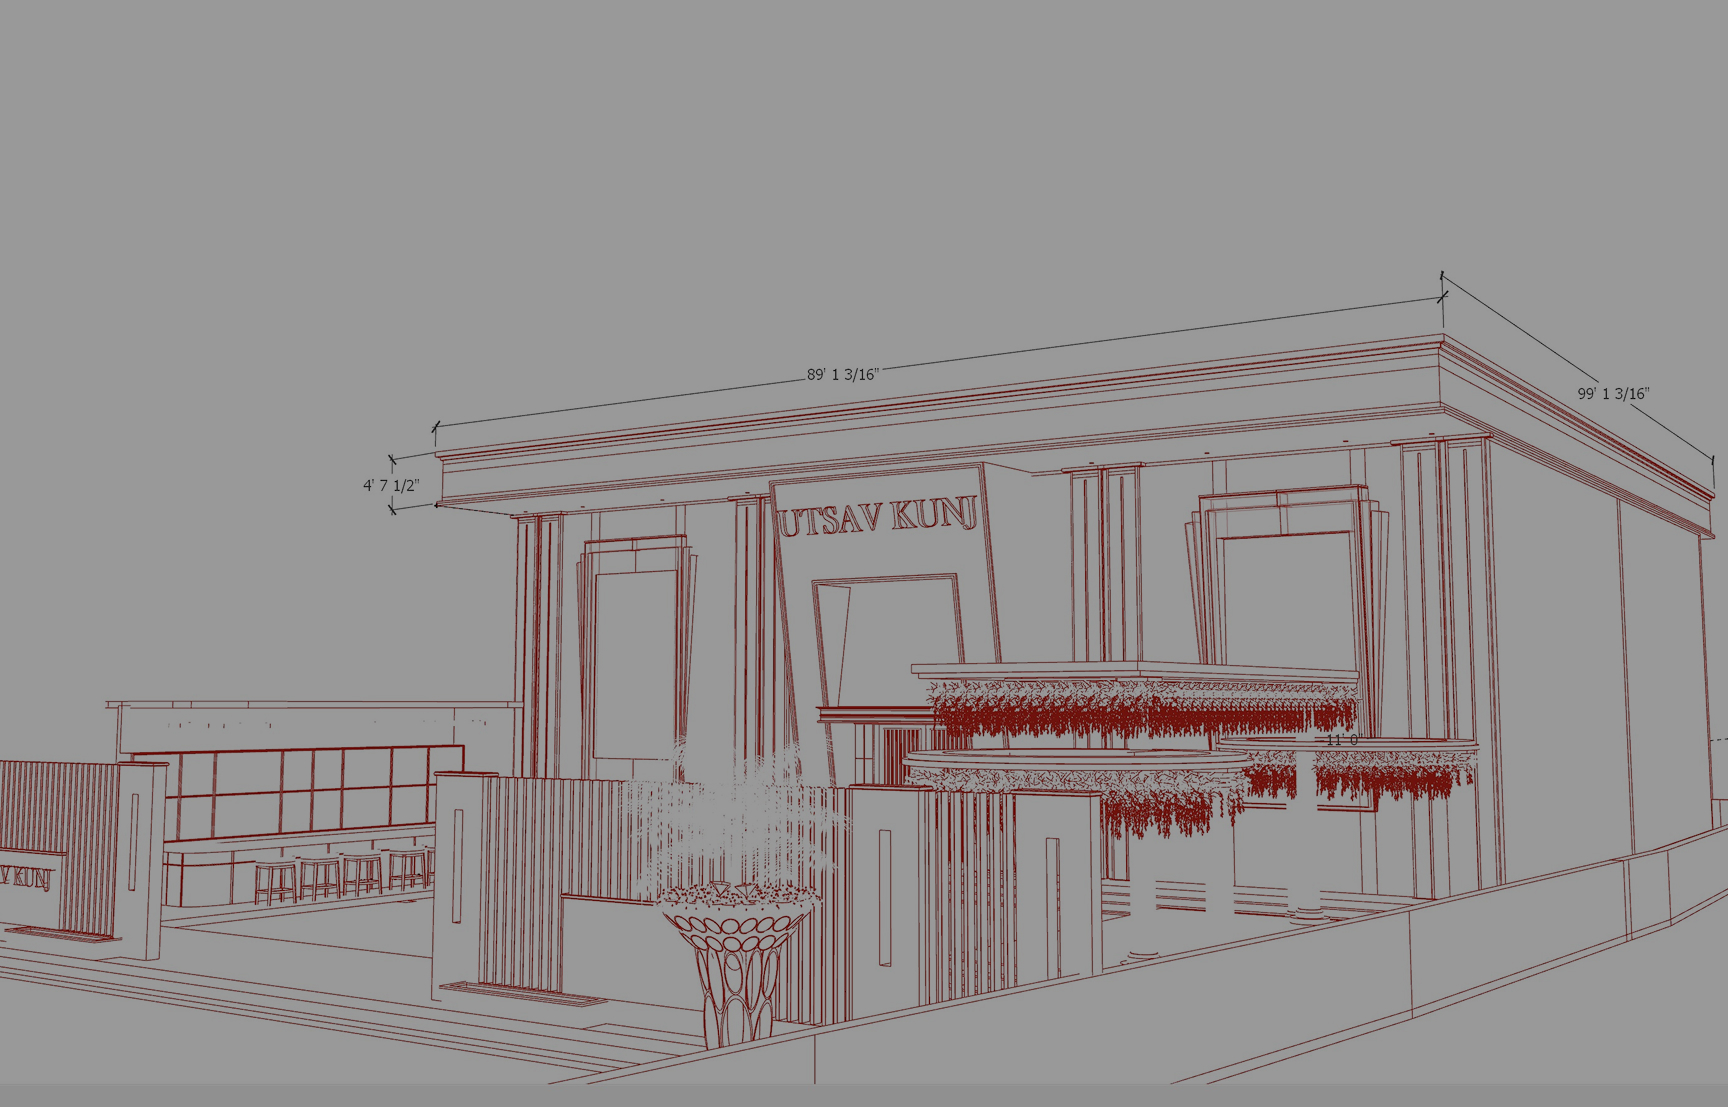 99' 1 3/16"
89' 1 3/16"
4' 7 1/2"
UTSAV KUNJ
11'-0"
V KUNJ